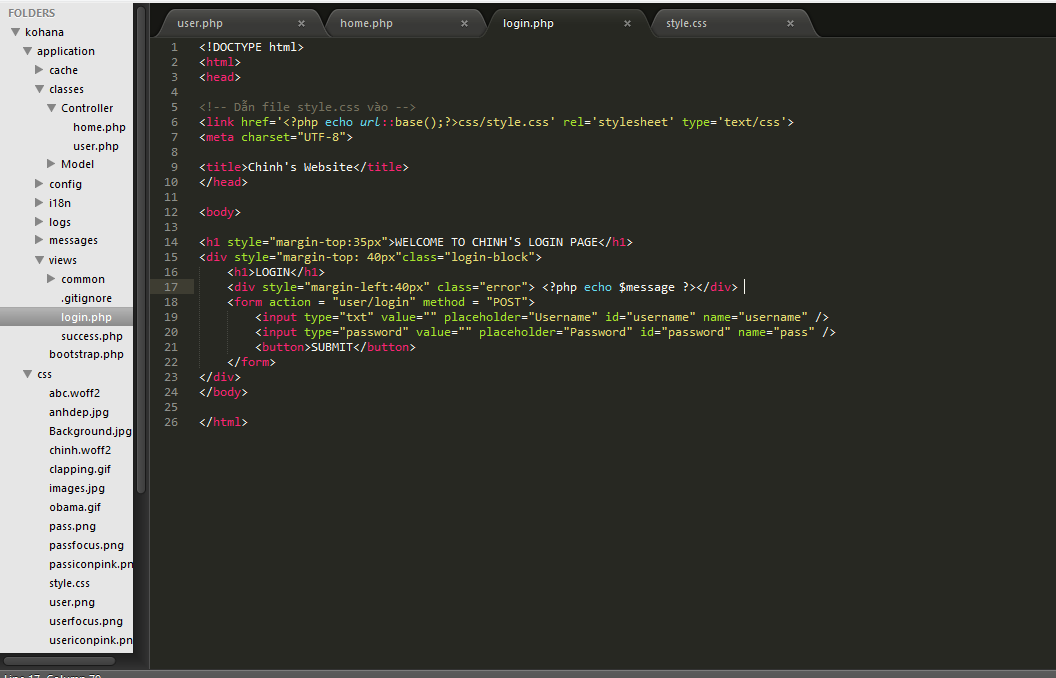 FOLDERS
kohana
application
cache
classes
Controller
home.php
user.php
Model
config
i18n
logs
messages
views
common
.gitignore
login.php
success.php
bootstrap.php
css
abc.woff2
anhdep.jpg
Background.jpg
chinh.woff2
clapping.gif
images.jpg
obama.gif
pass.png
passfocus.png
passiconpink.pn
style.css
user.png
userfocus.png
usericonpink.pn
user.php × home.php × login.php × style.css ×
1 <!DOCTYPE html>
2 <html>
3 <head>
4
5 <!-- Dẫn file style.css vào -->
6 <link href='<?php echo url::base();?>css/style.css' rel='stylesheet' type='text/css'>
7 <meta charset="UTF-8">
8
9 <title>Chinh's Website</title>
10 </head>
11
12 <body>
13
14 <h1 style="margin-top:35px">WELCOME TO CHINH'S LOGIN PAGE</h1>
15 <div style="margin-top: 40px"class="login-block">
16 <h1>LOGIN</h1>
17 <div style="margin-left:40px" class="error"> <?php echo $message ?></div>
18 <form action = "user/login" method = "POST">
19 <input type="txt" value="" placeholder="Username" id="username" name="username" />
20 <input type="password" value="" placeholder="Password" id="password" name="pass" />
21 <button>SUBMIT</button>
22 </form>
23 </div>
24 </body>
25
26 </html>
Line 17, Column 79